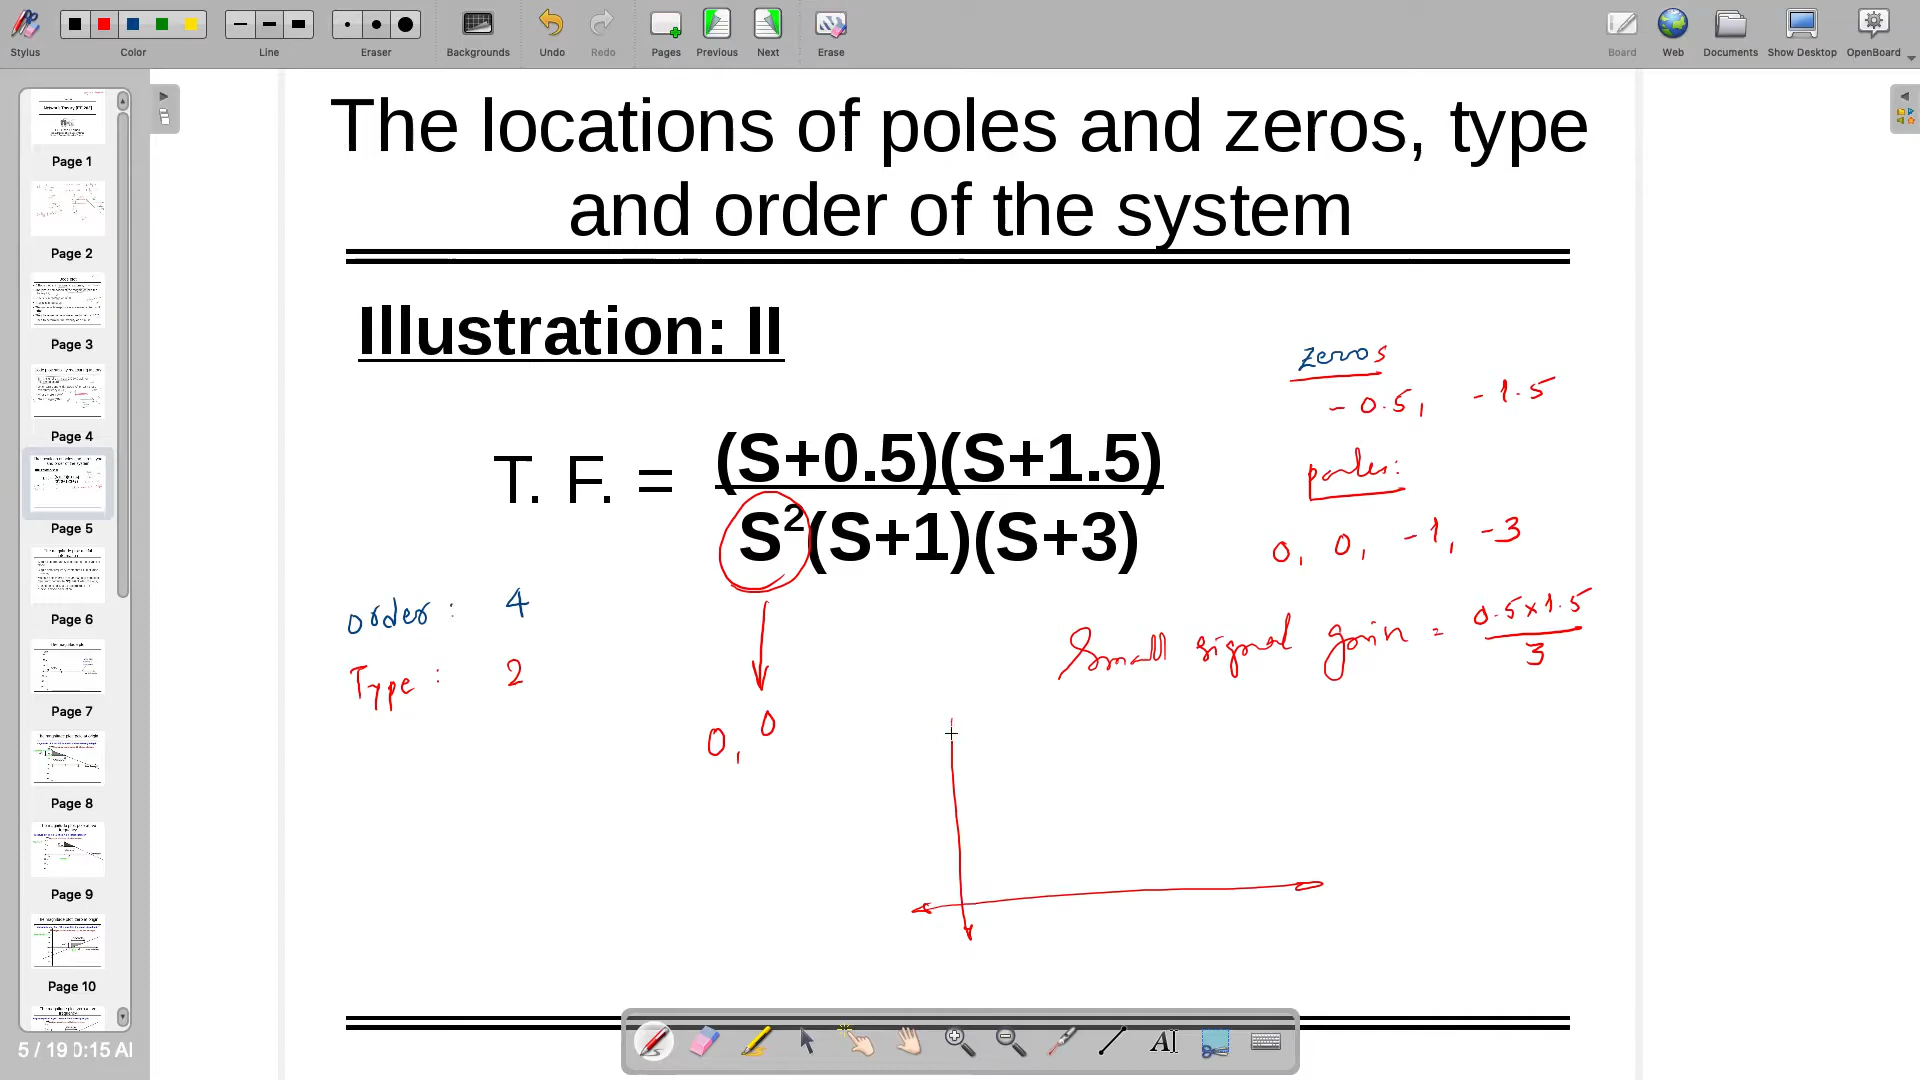 Stylus
Color
Line
Eraser
Backgrounds
Undo
Redo
Pages
Previous
Next
Erase
Board
Web
Documents
Show Desktop
OpenBoard
Page 1
Page 2
Page 3
Page 4
Page 5
Page 6
Page 7
Page 8
Page 9
Page 10
5 / 19
The locations of poles and zeros, type
and order of the system
Illustration: II
T. F. = (S+0.5)(S+1.5)
S²(S+1)(S+3)
zeros
- 0.5, - 1.5
poles:
0, 0, -1, -3
order : 4
Type : 2
0, 0
Small signal gain = 0.5 x 1.5
3